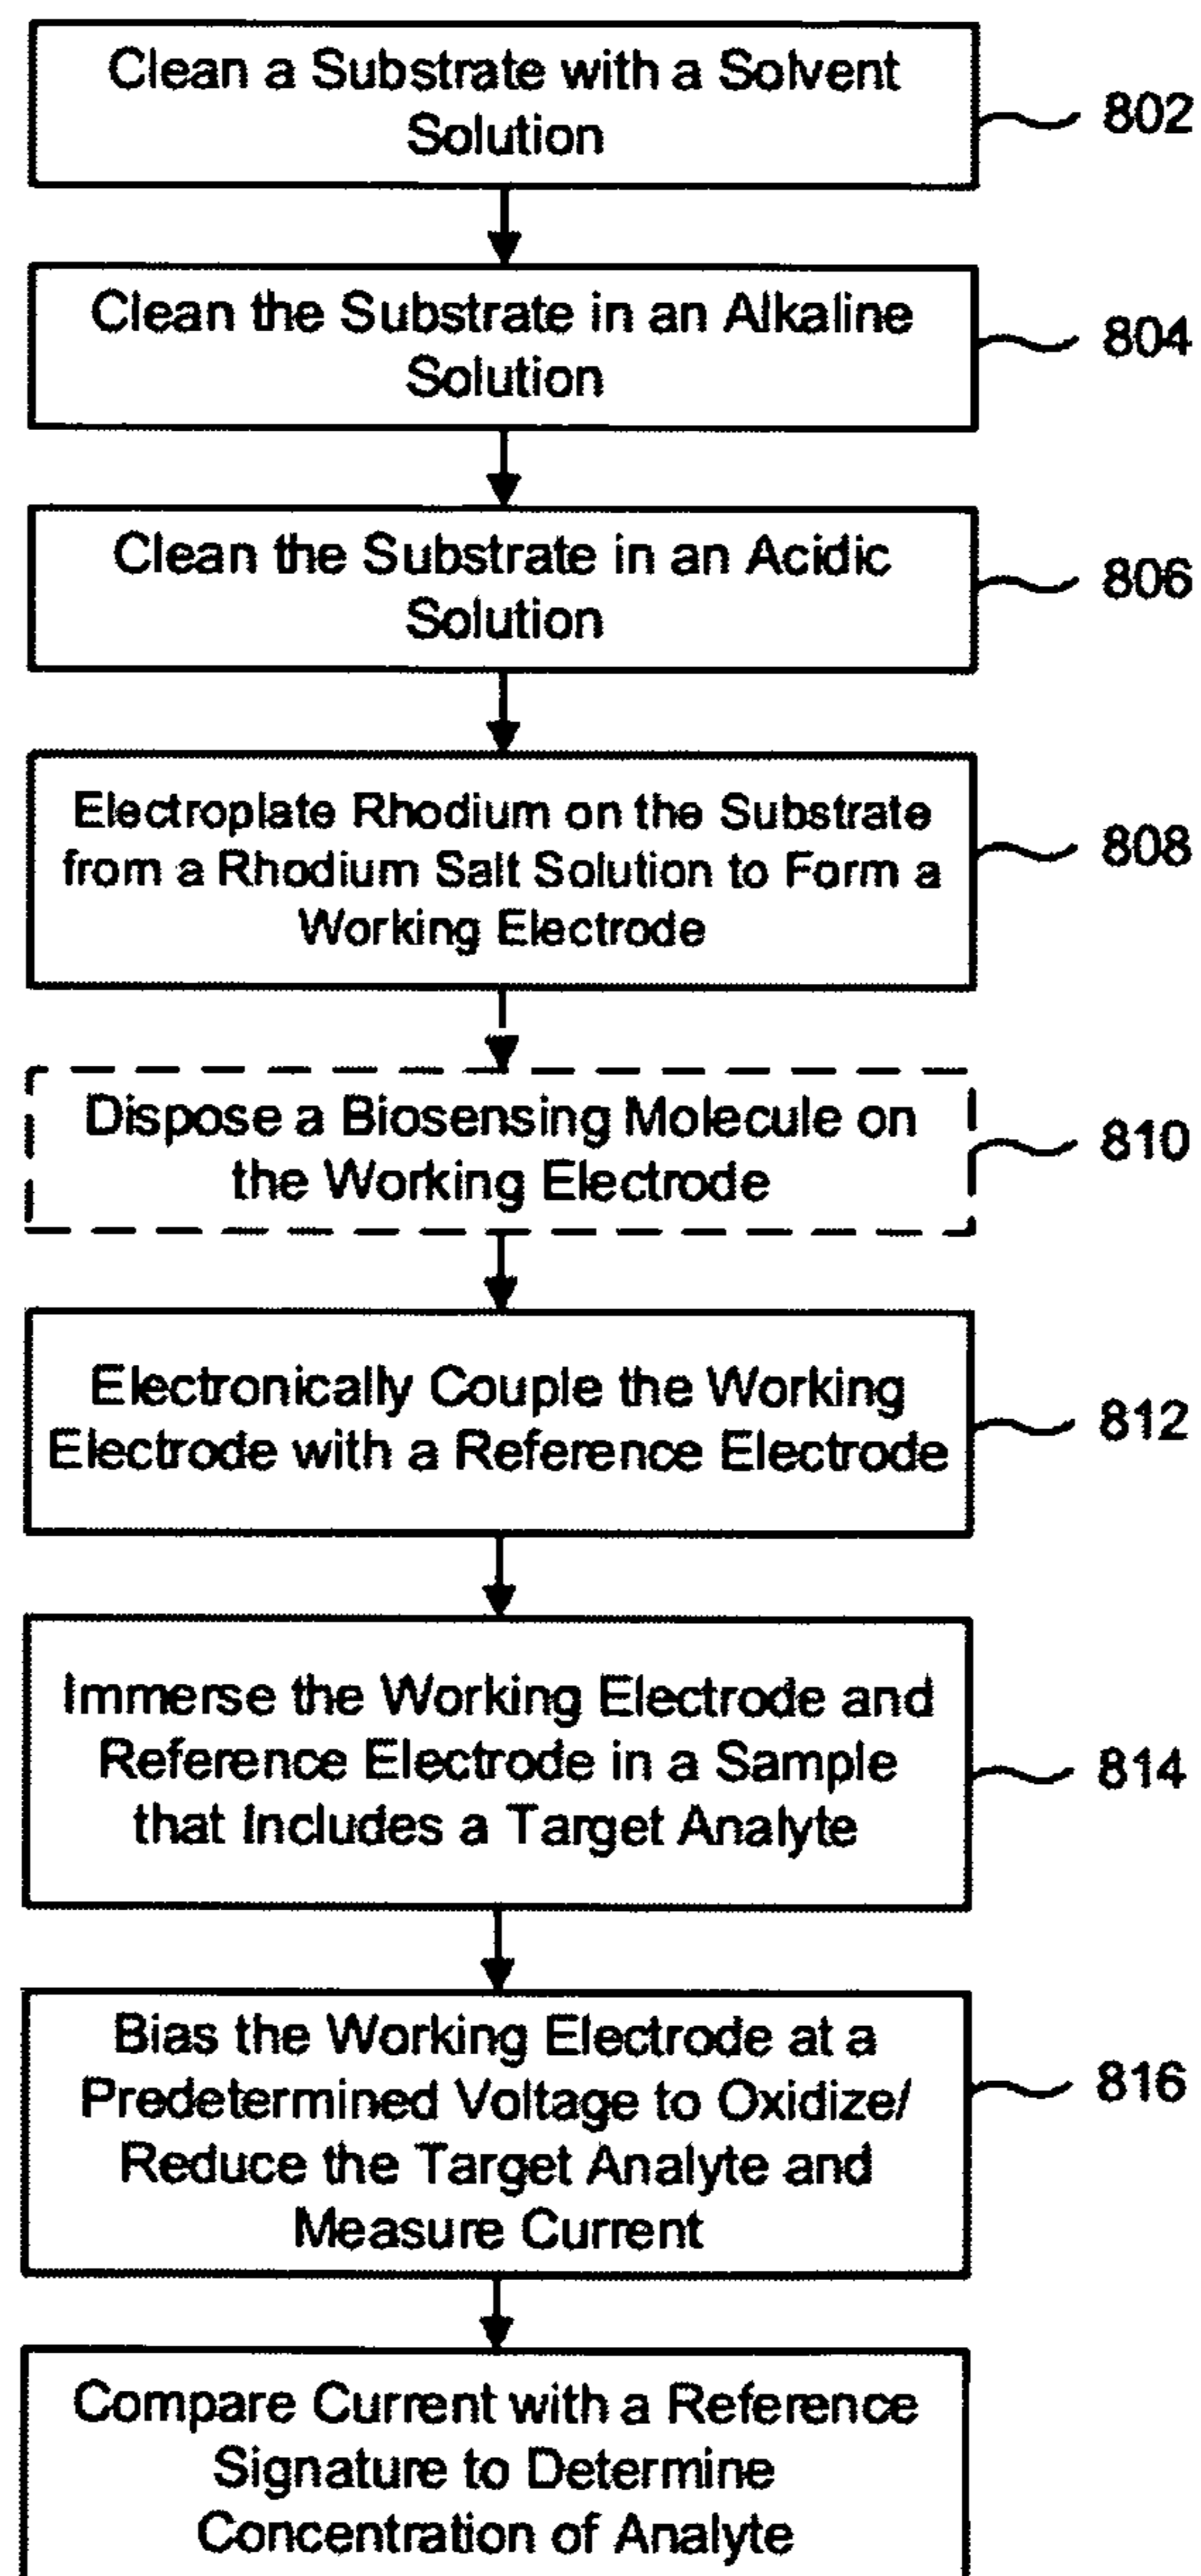 Clean a Substrate with a Solvent
Solution
802
Clean the Substrate in an Alkaline
Solution
804
Clean the Substrate in an Acidic
Solution
806
Electroplate Rhodium on the Substrate
from a Rhodium Salt Solution to Form a
Working Electrode
808
Dispose a Biosensing Molecule on
the Working Electrode
810
Electronically Couple the Working
Electrode with a Reference Electrode
812
Immerse the Working Electrode and
Reference Electrode in a Sample
that Includes a Target Analyte
814
Bias the Working Electrode at a
Predetermined Voltage to Oxidize/
Reduce the Target Analyte and
Measure Current
816
Compare Current with a Reference
Signature to Determine
Concentration of Analyte